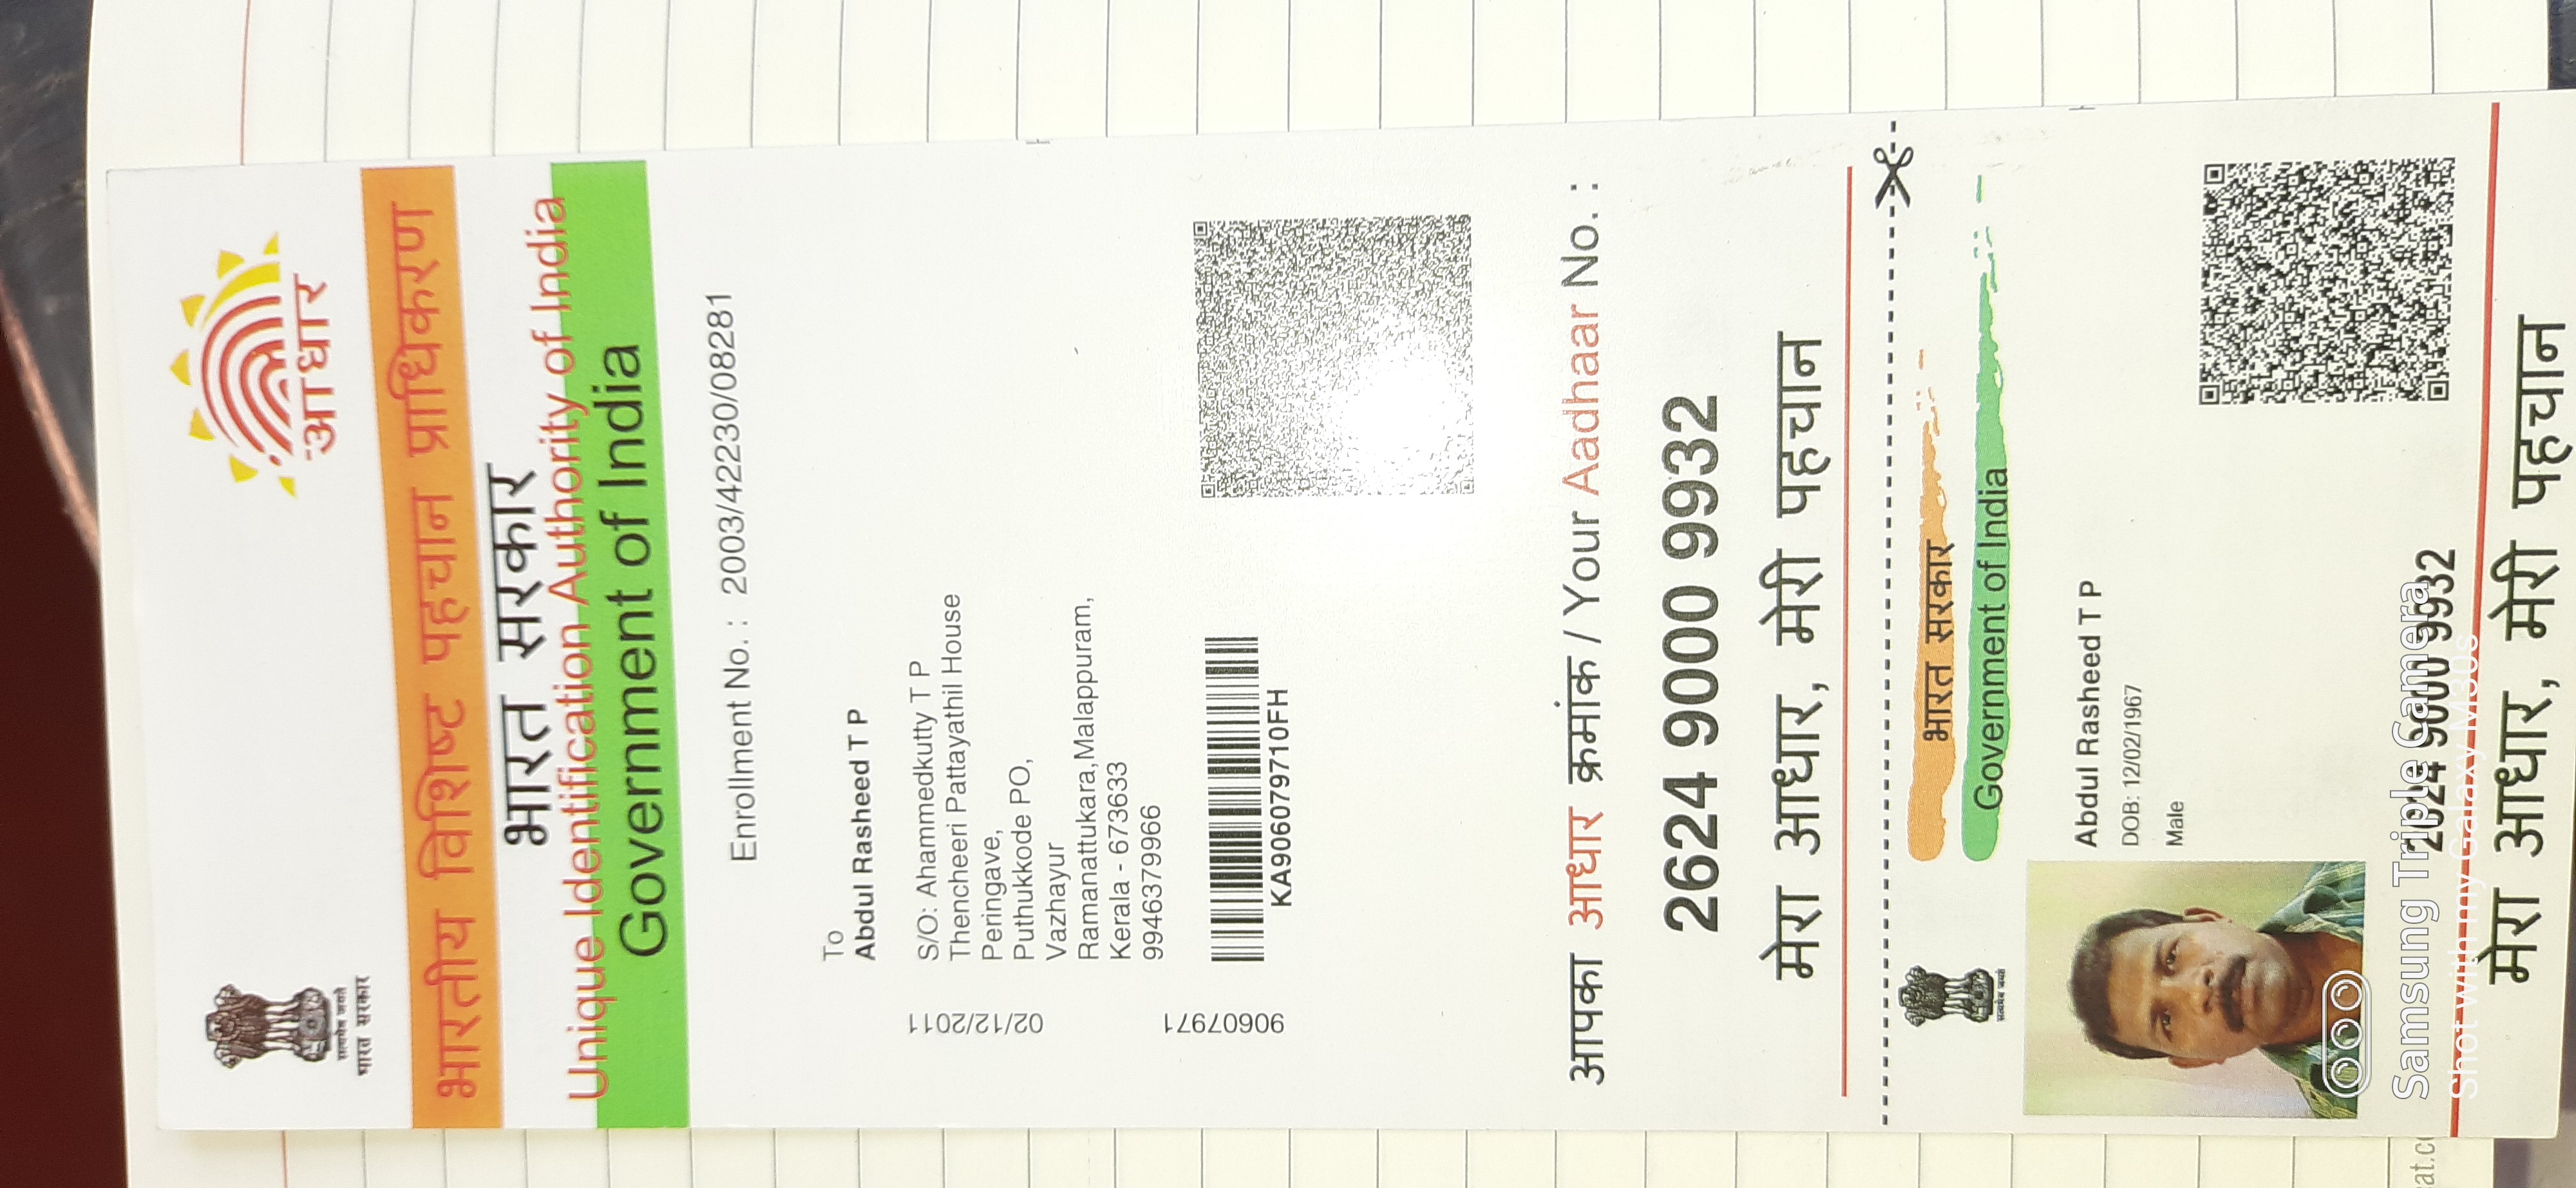 सत्यमेव जयते
भारत सरकार
आधार
भारतीय विशिष्ट पहचान प्राधिकरण
भारत सरकार
Unique Identification Authority of India
Government of India
Enrollment No. : 2003/42230/08281
To
Abdul Rasheed T P
S/O: Ahammedkutty T P
Thencheeri Pattayathil House
Peringave,
Puthukkode PO,
Vazhayur
Ramanattukara,Malappuram,
Kerala - 673633
9946379966
02/12/2011
90607971
KA906079710FH
आपका आधार क्रमांक / Your Aadhaar No. :
2624 9000 9932
मेरा आधार, मेरी पहचान
भारत सरकार
Government of India
सत्यमेव जयते
Abdul Rasheed T P
DOB: 12/02/1967
Male
2624 9000 9932
Samsung Triple Camera
Shot with my Galaxy M30s
मेरा आधार, मेरी पहचान